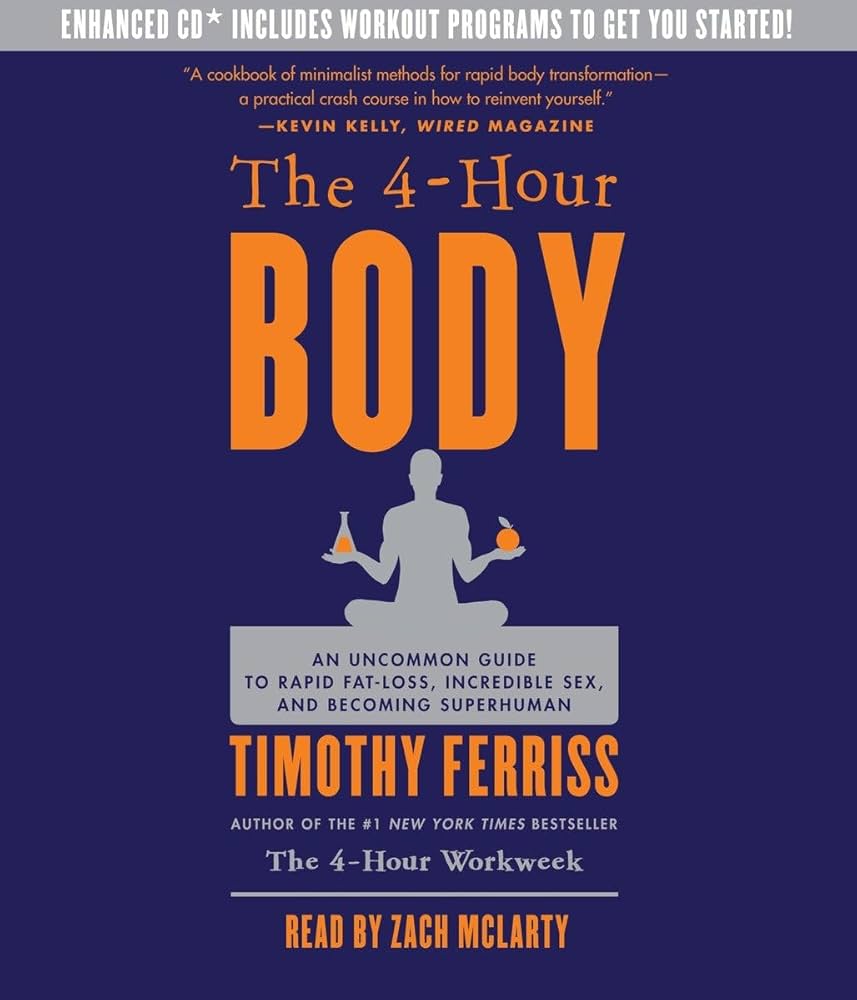 ENHANCED CD* INCLUDES WORKOUT PROGRAMS TO GET YOU STARTED!
“A cookbook of minimalist methods for rapid body transformation—
a practical crash course in how to reinvent yourself.”
—KEVIN KELLY, WIRED MAGAZINE
The 4-Hour
BODY
AN UNCOMMON GUIDE
TO RAPID FAT-LOSS, INCREDIBLE SEX,
AND BECOMING SUPERHUMAN
TIMOTHY FERRISS
AUTHOR OF THE #1 NEW YORK TIMES BESTSELLER
The 4-Hour Workweek
READ BY ZACH MCLARTY